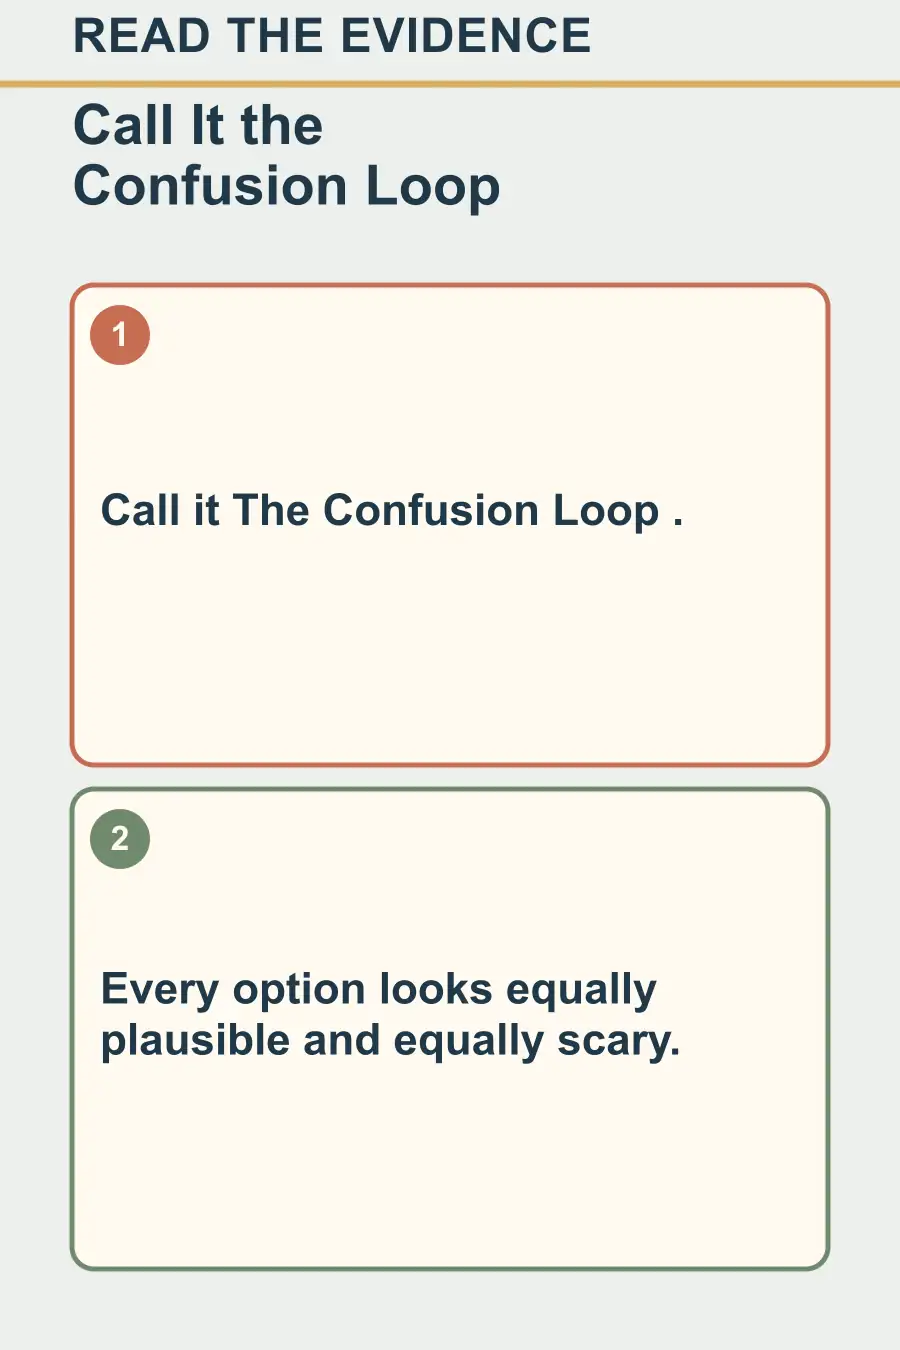 READ THE EVIDENCE
Call It the
Confusion Loop
1
Call it The Confusion Loop .
2
Every option looks equally
plausible and equally scary.